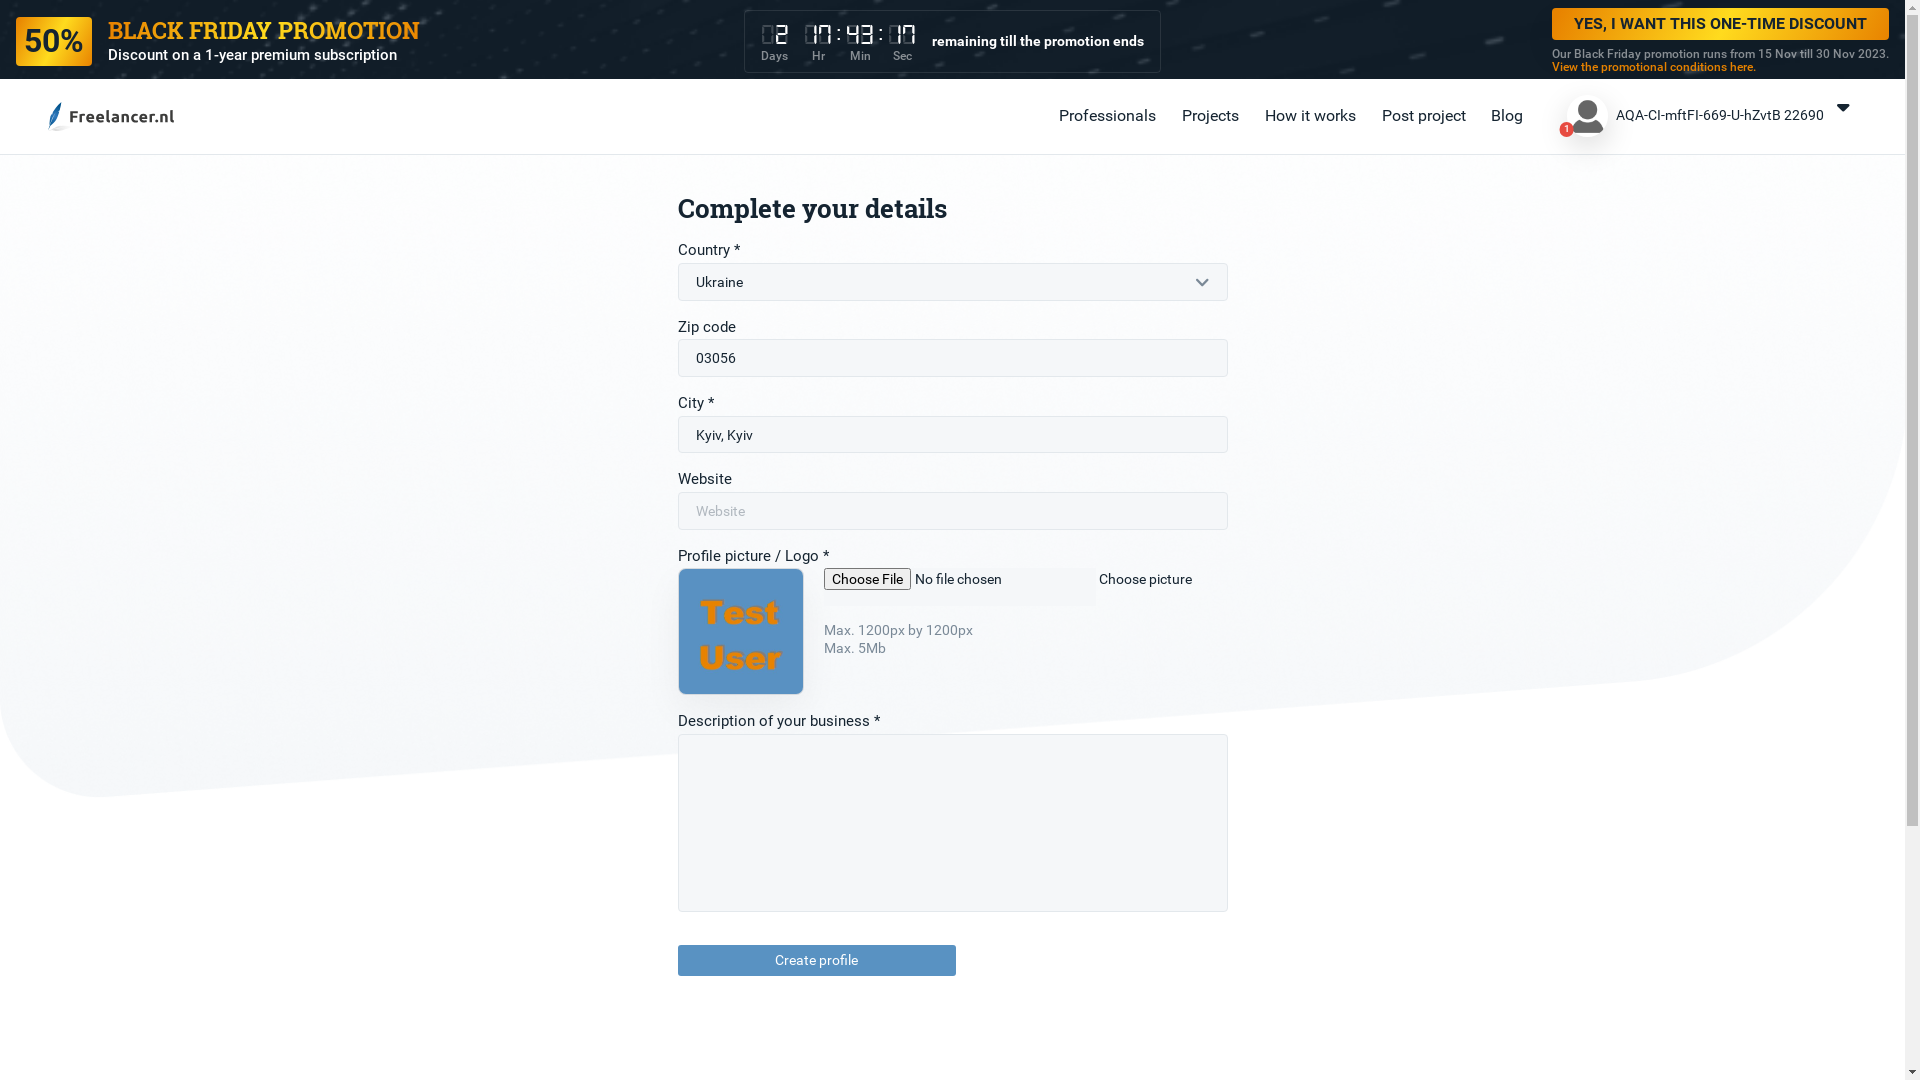 50%
BLACK FRIDAY PROMOTION
Discount on a 1-year premium subscription
2 17:43:17
Days Hr Min Sec
remaining till the promotion ends
YES, I WANT THIS ONE-TIME DISCOUNT
Our Black Friday promotion runs from 15 Nov till 30 Nov 2023.
View the promotional conditions here.
Freelancer.nl
Professionals
Projects
How it works
Post project
Blog
1
AQA-CI-mftFI-669-U-hZvtB 22690
Complete your details
Country *
Ukraine
Zip code
03056
City *
Kyiv, Kyiv
Website
Website
Profile picture / Logo *
Test
User
Choose File No file chosen
Choose picture
Max. 1200px by 1200px
Max. 5Mb
Description of your business *
Create profile